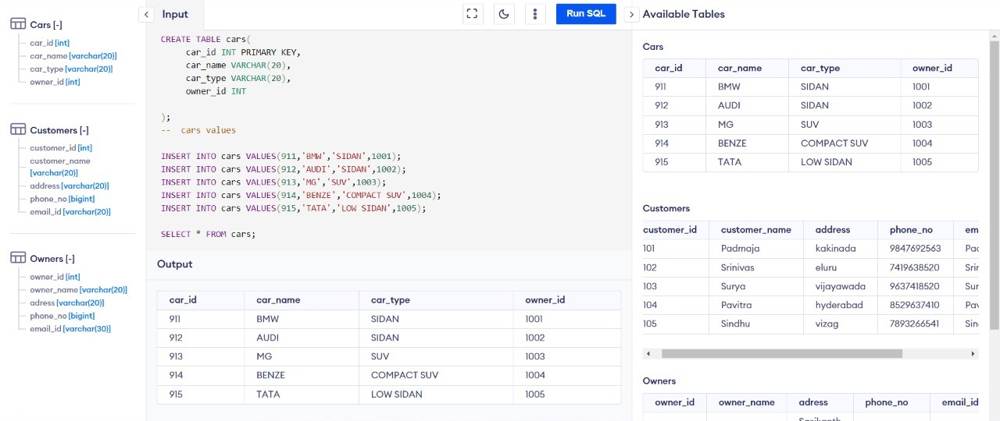 Cars [-]
car_id [int]
car_name [varchar(20)]
car_type [varchar(20)]
owner_id [int]
Customers [-]
customer_id [int]
customer_name
[varchar(20)]
address [varchar(20)]
phone_no [bigint]
email_id [varchar(20)]
Owners [-]
owner_id [int]
owner_name [varchar(20)]
adress [varchar(20)]
phone_no [bigint]
email_id [varchar(30)]
Input
Run SQL
CREATE TABLE cars(
car_id INT PRIMARY KEY,
car_name VARCHAR(20),
car_type VARCHAR(20),
owner_id INT
);
-- cars values
INSERT INTO cars VALUES(911,'BMW','SIDAN',1001);
INSERT INTO cars VALUES(912,'AUDI','SIDAN',1002);
INSERT INTO cars VALUES(913,'MG','SUV',1003);
INSERT INTO cars VALUES(914,'BENZE','COMPACT SUV',1004);
INSERT INTO cars VALUES(915,'TATA','LOW SIDAN',1005);
SELECT * FROM cars;
Output
car_id car_name car_type owner_id
911 BMW SIDAN 1001
912 AUDI SIDAN 1002
913 MG SUV 1003
914 BENZE COMPACT SUV 1004
915 TATA LOW SIDAN 1005
Available Tables
Cars
car_id car_name car_type owner_id
911 BMW SIDAN 1001
912 AUDI SIDAN 1002
913 MG SUV 1003
914 BENZE COMPACT SUV 1004
915 TATA LOW SIDAN 1005
Customers
customer_id customer_name address phone_no em
101 Padmaja kakinada 9847692563
102 Srinivas eluru 7419638520
103 Surya vijayawada 9637418520
104 Pavitra hyderabad 8529637410
105 Sindhu vizag 7893266541
Owners
owner_id owner_name adress phone_no email_id